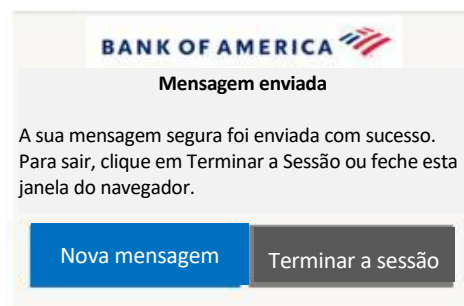 BANK OF AMERICA
Mensagem enviada
A sua mensagem segura foi enviada com sucesso.
Para sair, clique em Terminar a Sessão ou feche esta
janela do navegador.
Nova mensagem
Terminar a sessão